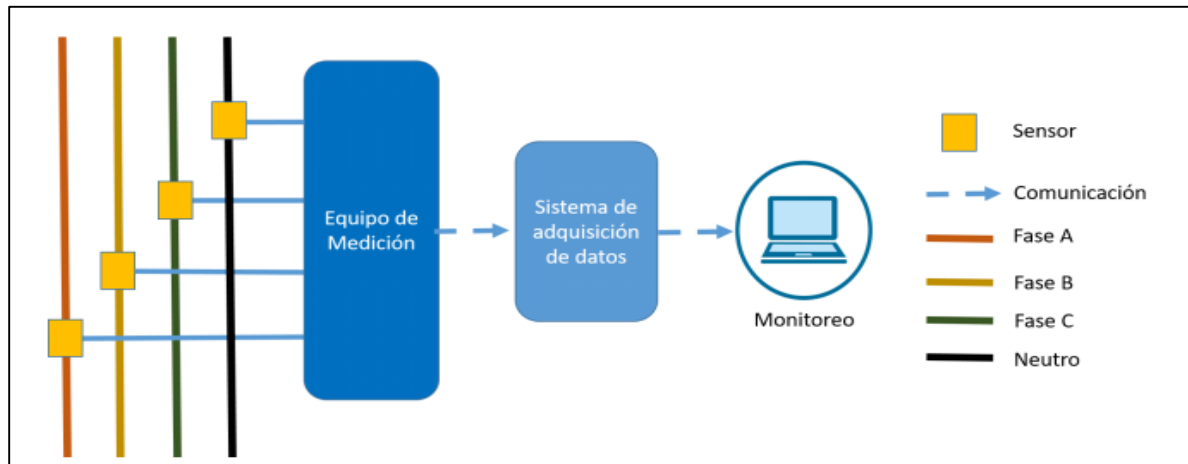 Equipo de
Medición
Sistema de
adquisición
de datos
Monitoreo
Sensor
Comunicación
Fase A
Fase B
Fase C
Neutro